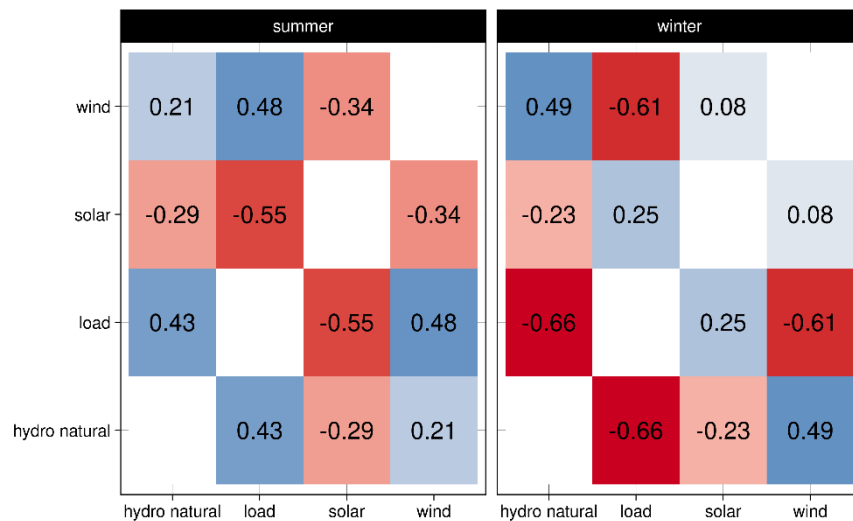 summer winter
wind 0.21 0.48 -0.34 0.49 -0.61 0.08
solar -0.29 -0.55 -0.34 -0.23 0.25 0.08
load 0.43 -0.55 0.48 -0.66 0.25 -0.61
hydro natural 0.43 -0.29 0.21 -0.66 -0.23 0.49
hydro natural load solar wind hydro natural load solar wind